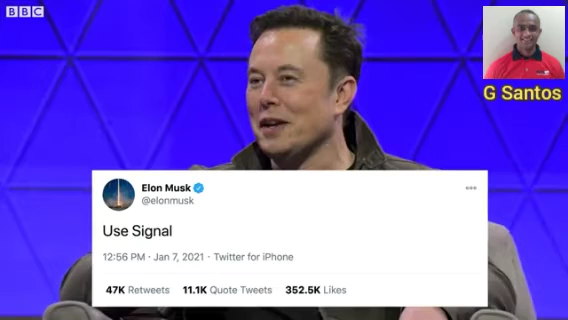 BBC
G Santos
Elon Musk
@elonmusk
Use Signal
12:56 PM · Jan 7, 2021 · Twitter for iPhone
47K Retweets 11.1K Quote Tweets 352.5K Likes